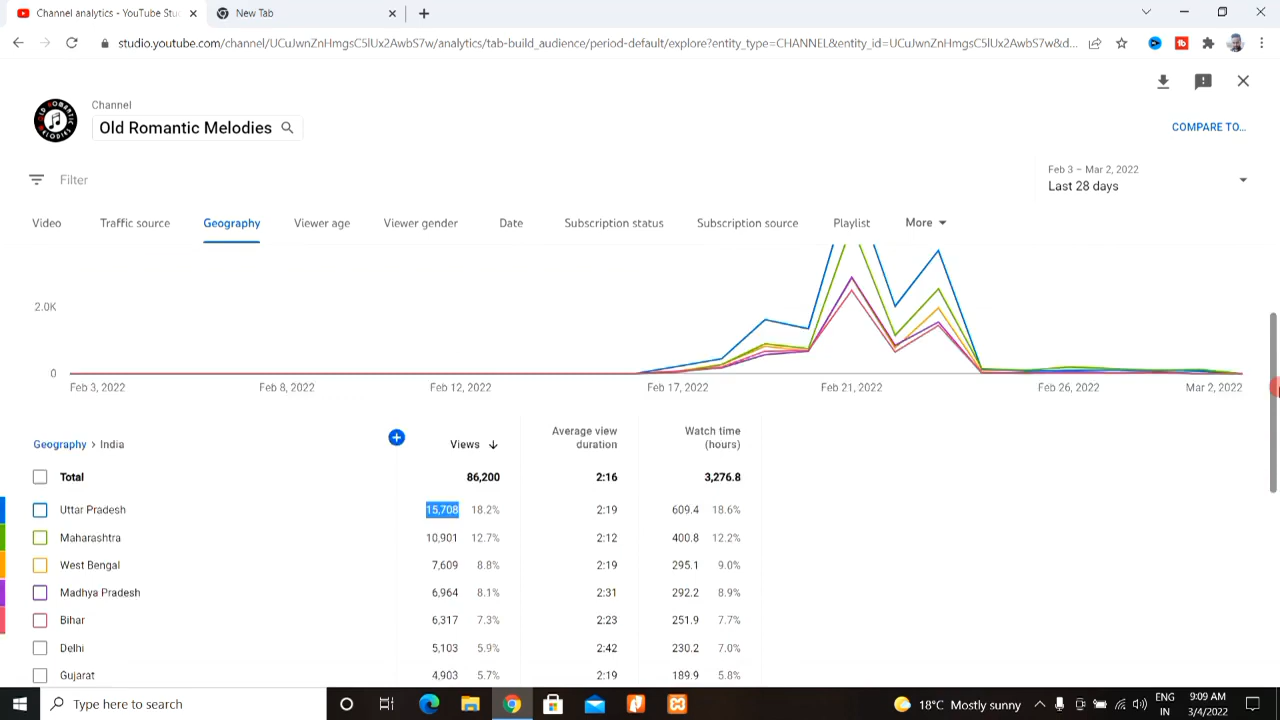 Channel analytics - YouTube Stu
New Tab
studio.youtube.com/channel/UCuJwnZnHmgsC5lUx2AwbS7w/analytics/tab-build_audience/period-default/explore?entity_type=CHANNEL&entity_id=UCuJwnZnHmgsC5lUx2AwbS7w&d...
Channel
Old Romantic Melodies
COMPARE TO...
Filter
Feb 3 – Mar 2, 2022
Last 28 days
Video Traffic source Geography Viewer age Viewer gender Date Subscription status Subscription source Playlist More
2.0K
0
Feb 3, 2022 Feb 8, 2022 Feb 12, 2022 Feb 17, 2022 Feb 21, 2022 Feb 26, 2022 Mar 2, 2022
Geography > India Views Average view duration Watch time (hours)
Total 86,200 2:16 3,276.8
Uttar Pradesh 15,708 18.2% 2:19 609.4 18.6%
Maharashtra 10,901 12.7% 2:12 400.8 12.2%
West Bengal 7,609 8.8% 2:19 295.1 9.0%
Madhya Pradesh 6,964 8.1% 2:31 292.2 8.9%
Bihar 6,317 7.3% 2:23 251.9 7.7%
Delhi 5,103 5.9% 2:42 230.2 7.0%
Gujarat 4,903 5.7% 2:19 189.9 5.8%
Type here to search
18°C Mostly sunny
ENG
IN
9:09 AM
3/4/2022